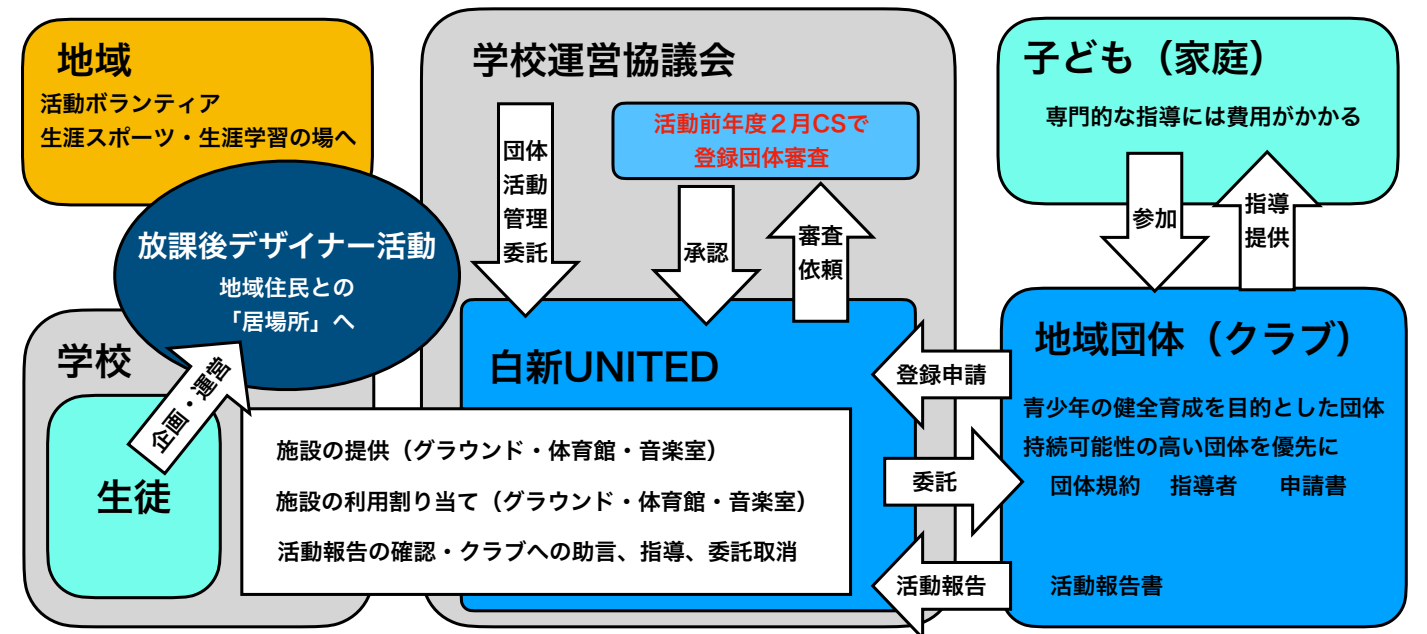 地域
活動ボランティア
生涯スポーツ・生涯学習の場へ
放課後デザイナー活動
地域住民との
「居場所」へ
学校
企画・運営
生徒
学校運営協議会
団体
活動
管理
委託
活動前年度２月CSで
登録団体審査
承認
審査
依頼
白新UNITED
施設の提供（グラウンド・体育館・音楽室）
施設の利用割り当て（グラウンド・体育館・音楽室）
活動報告の確認・クラブへの助言、指導、委託取消
登録申請
委託
活動報告
子ども（家庭）
専門的な指導には費用がかかる
参加
指導
提供
地域団体（クラブ）
青少年の健全育成を目的とした団体
持続可能性の高い団体を優先に
団体規約　指導者　申請書
活動報告書